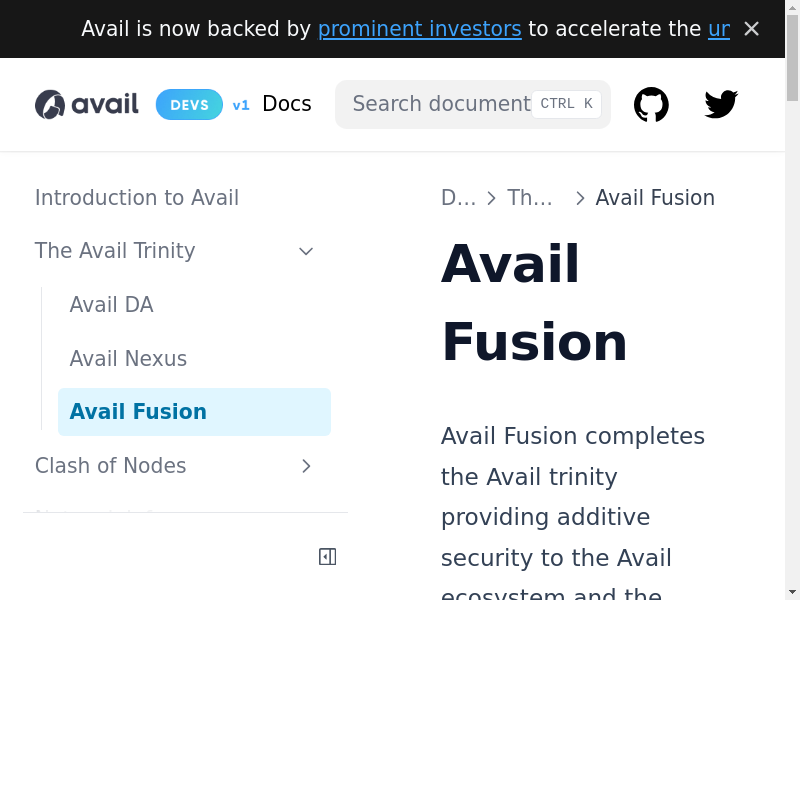 Avail is now backed by prominent investors to accelerate the ur
avail DEVS v1 Docs Search document CTRL K
Introduction to Avail
The Avail Trinity
Avail DA
Avail Nexus
Avail Fusion
Clash of Nodes
D… Th… Avail Fusion
Avail
Fusion
Avail Fusion completes
the Avail trinity
providing additive
security to the Avail
ecosystem and the